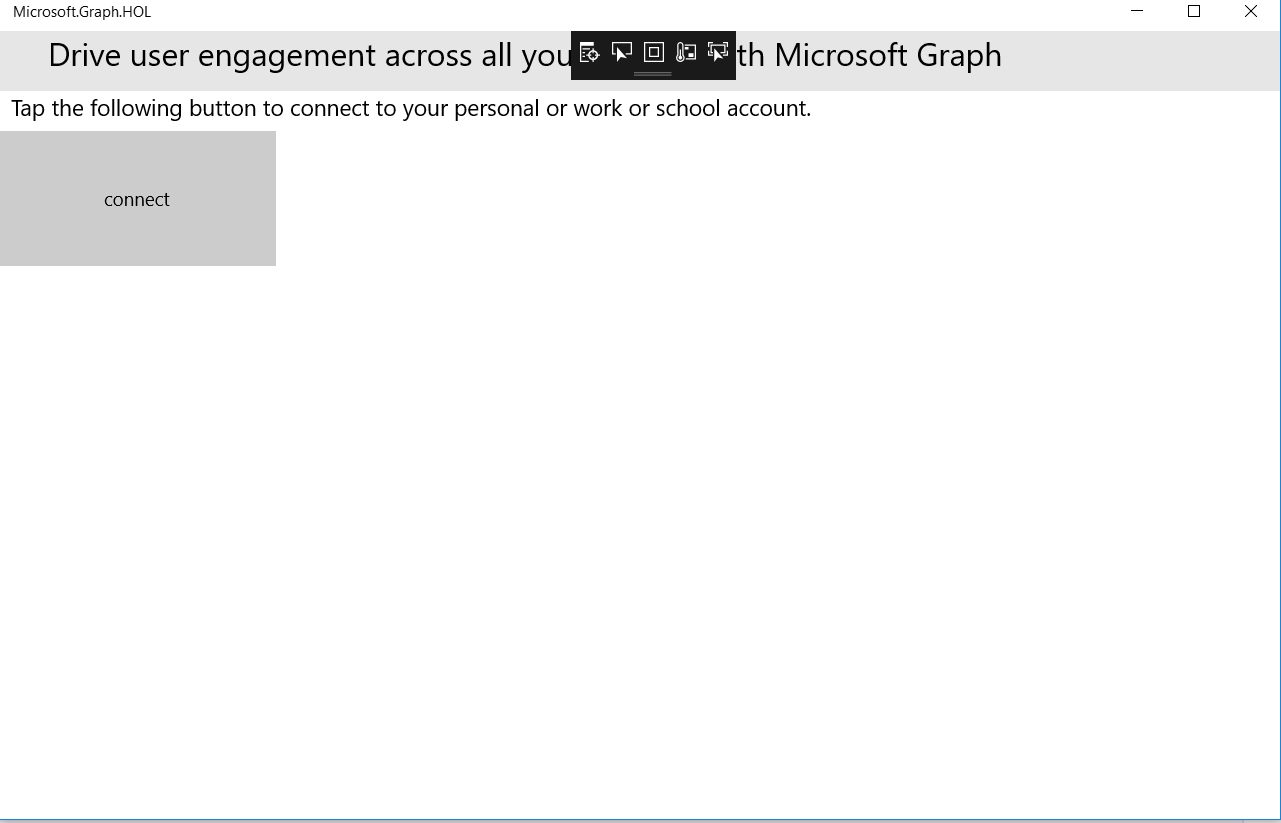 Microsoft.Graph.HOL
Drive user engagement across all you th Microsoft Graph
Tap the following button to connect to your personal or work or school account.
connect